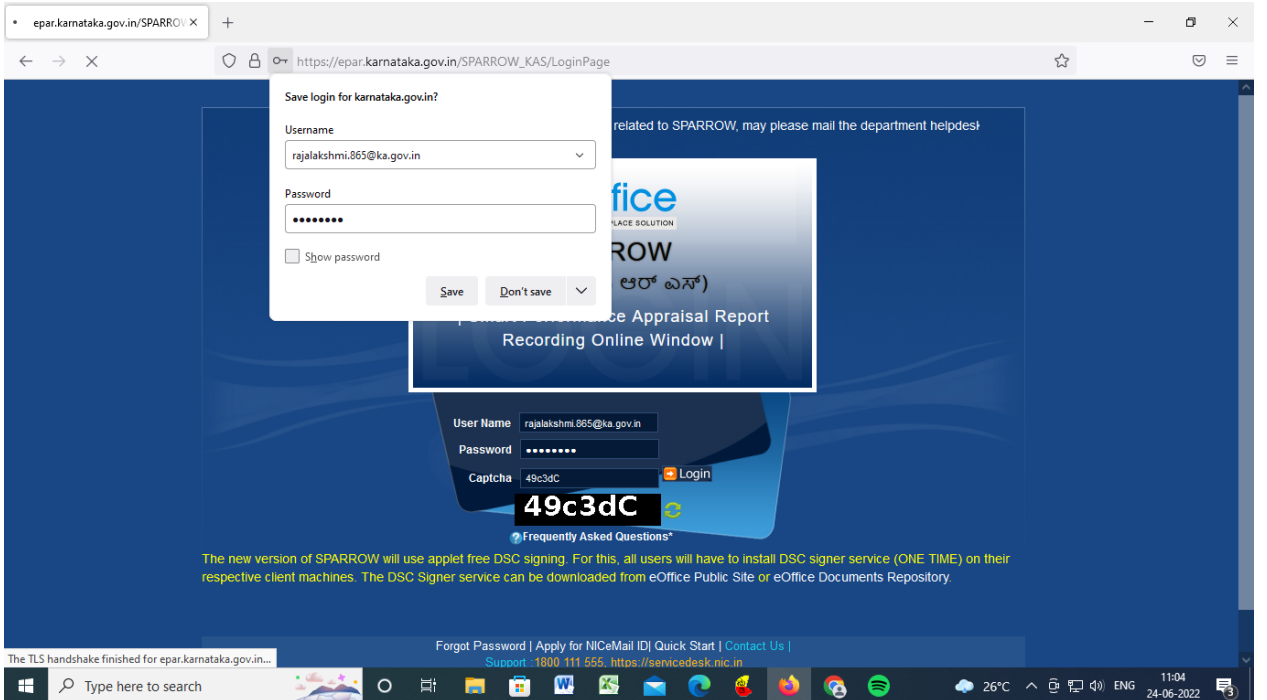 epar.karnataka.gov.in/SPARROV
https://epar.karnataka.gov.in/SPARROW_KAS/LoginPage
Save login for karnataka.gov.in?
Username
rajalakshmi.865@ka.gov.in
Password
••••••••
Show password
Save Don't save
related to SPARROW, may please mail the department helpdesk
fice
PLACE SOLUTION
ROW
ಆರ್ ಎಸ್)
Appraisal Report
Recording Online Window |
User Name rajalakshmi.865@ka.gov.in
Password ••••••••
Captcha 49c3dC Login
49c3dC
Frequently Asked Questions*
The new version of SPARROW will use applet free DSC signing. For this, all users will have to install DSC signer service (ONE TIME) on their
respective client machines. The DSC Signer service can be downloaded from eOffice Public Site or eOffice Documents Repository.
Forgot Password | Apply for NICeMail ID| Quick Start | Contact Us |
Support :1800 111 555, https://servicedesk.nic.in
The TLS handshake finished for epar.karnataka.gov.in...
Type here to search
26°C
ENG
11:04
24-06-2022
3